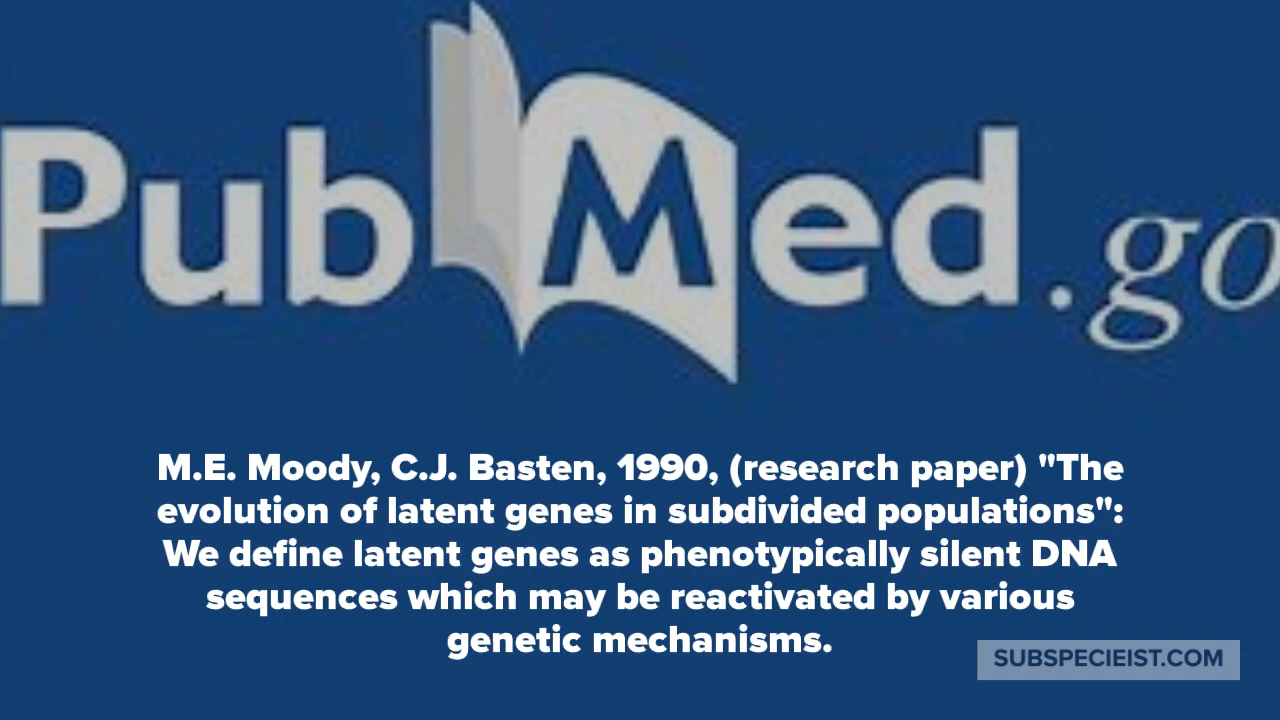 PubMed.go
M.E. Moody, C.J. Basten, 1990, (research paper) "The
evolution of latent genes in subdivided populations":
We define latent genes as phenotypically silent DNA
sequences which may be reactivated by various
genetic mechanisms.
SUBSPECIEIST.COM